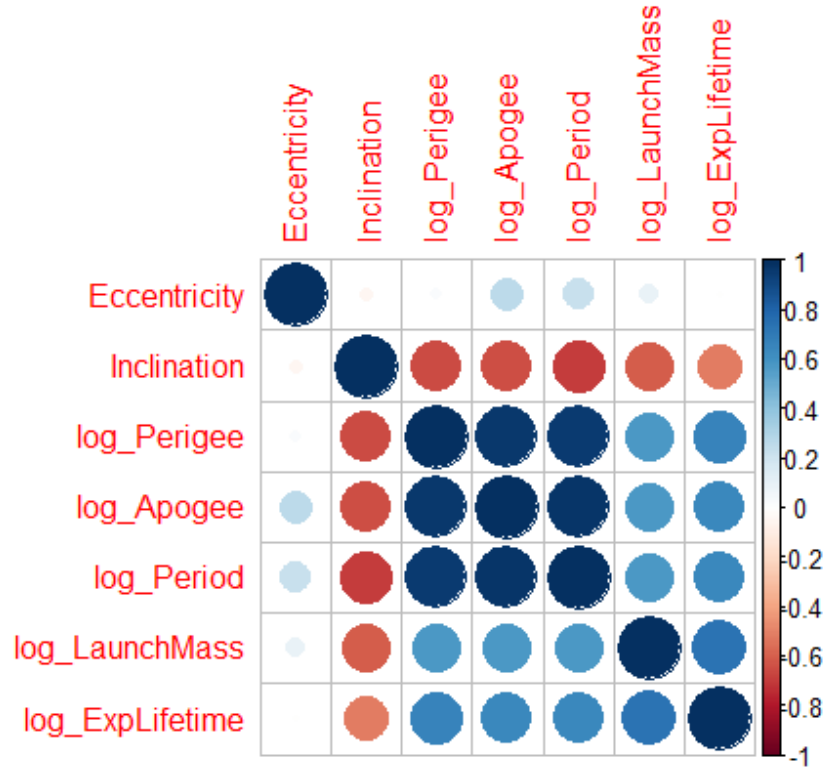 Eccentricity
Inclination
log_Perigee
log_Apogee
log_Period
log_LaunchMass
log_ExpLifetime
Eccentricity
Inclination
log_Perigee
log_Apogee
log_Period
log_LaunchMass
log_ExpLifetime
1
0.8
0.6
0.4
0.2
0
-0.2
-0.4
-0.6
-0.8
-1